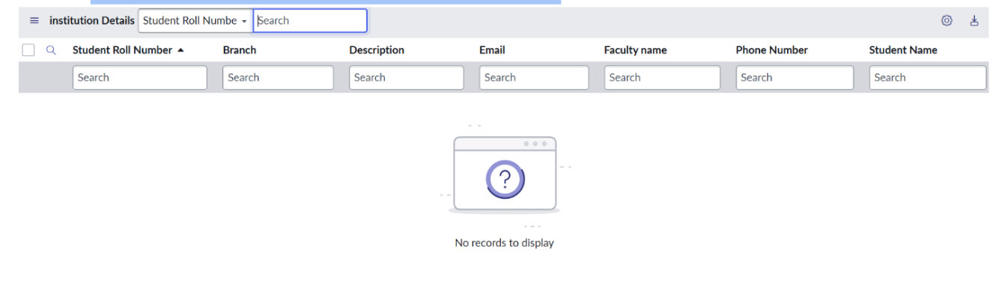 institution Details Student Roll Numbe Search
Student Roll Number Branch Description Email Faculty name Phone Number Student Name
Search Search Search Search Search Search Search
?
No records to display